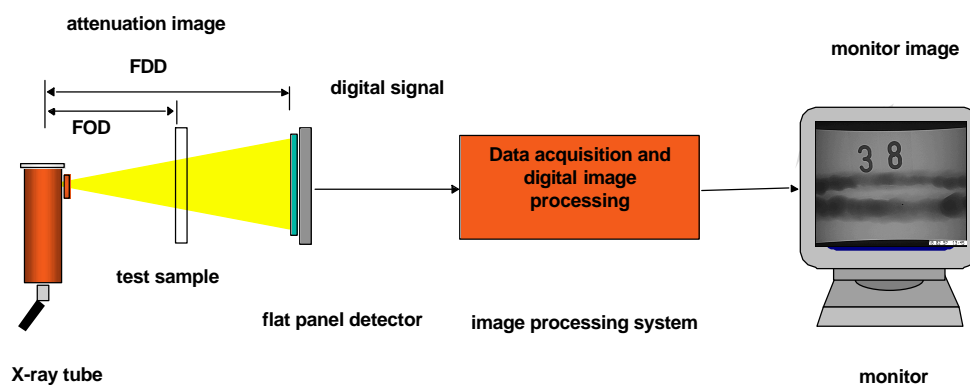 attenuation image
monitor image
FDD
digital signal
FOD
38
Data acquisition and
digital image
processing
test sample
flat panel detector
image processing system
X-ray tube
monitor